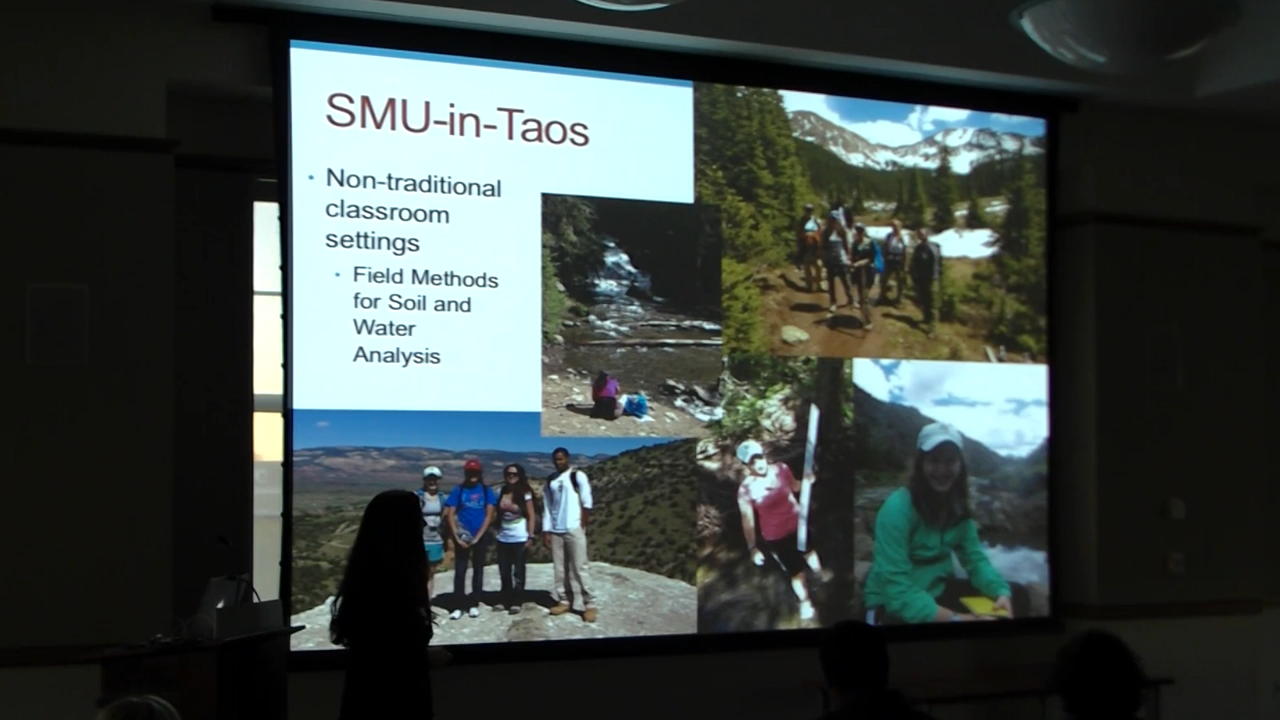 SMU-in-Taos
• Non-traditional
classroom
settings
• Field Methods
for Soil and
Water
Analysis